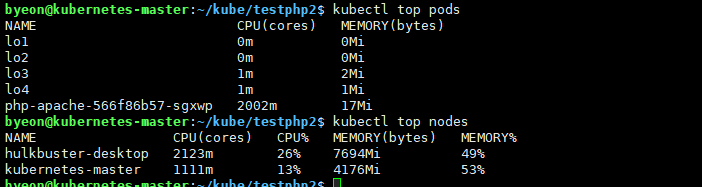 byeon@kubernetes-master:~/kube/testphp2$ kubectl top pods
NAME CPU(cores) MEMORY(bytes)
lo1 0m 0Mi
lo2 0m 0Mi
lo3 1m 2Mi
lo4 1m 1Mi
php-apache-566f86b57-sgxwp 2002m 17Mi
byeon@kubernetes-master:~/kube/testphp2$ kubectl top nodes
NAME CPU(cores) CPU% MEMORY(bytes) MEMORY%
hulkbuster-desktop 2123m 26% 7694Mi 49%
kubernetes-master 1111m 13% 4176Mi 53%
byeon@kubernetes-master:~/kube/testphp2$